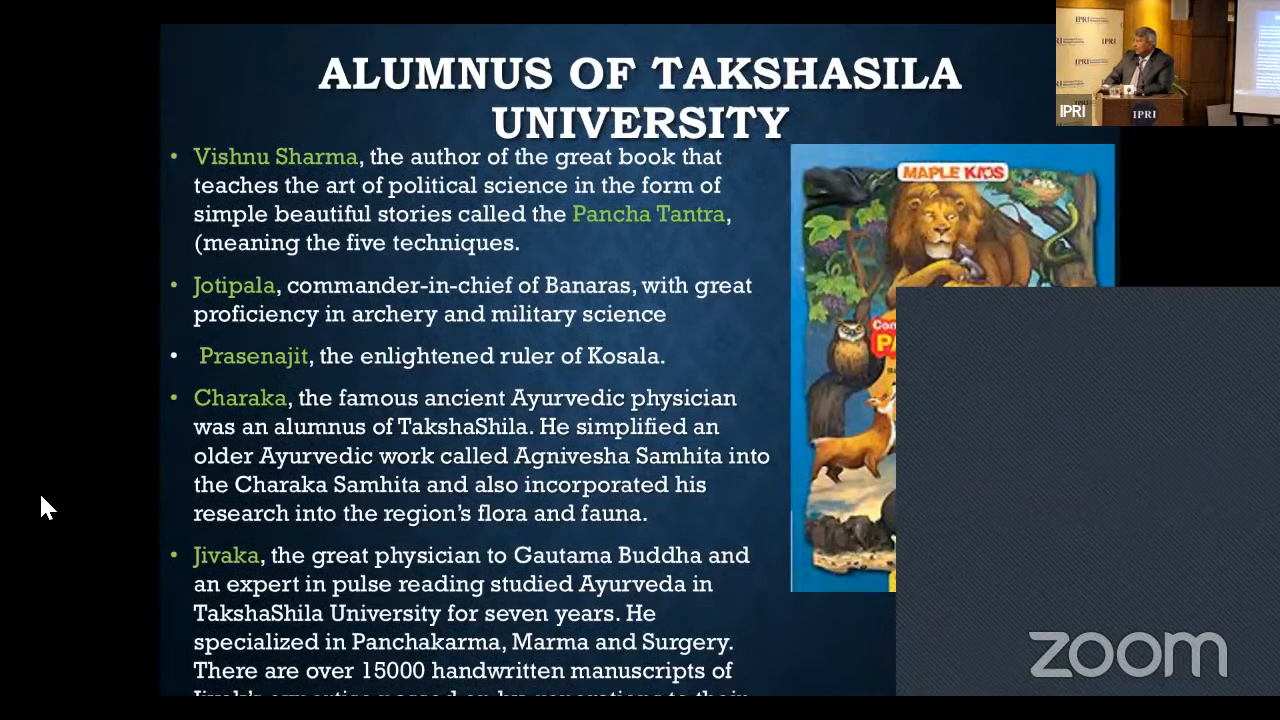 ALUMNUS OF TAKSHASILA
UNIVERSITY
• Vishnu Sharma, the author of the great book that
teaches the art of political science in the form of
simple beautiful stories called the Pancha Tantra,
(meaning the five techniques.
• Jotipala, commander-in-chief of Banaras, with great
proficiency in archery and military science
• Prasenajit, the enlightened ruler of Kosala.
• Charaka, the famous ancient Ayurvedic physician
was an alumnus of TakshaShila. He simplified an
older Ayurvedic work called Agnivesha Samhita into
the Charaka Samhita and also incorporated his
research into the region's flora and fauna.
• Jivaka, the great physician to Gautama Buddha and
an expert in pulse reading studied Ayurveda in
TakshaShila University for seven years. He
specialized in Panchakarma, Marma and Surgery.
There are over 15000 handwritten manuscripts of
MAPLE KIDS
IPRI
IPRI
IPRI
IPRI
IPRI
IPRI
zoom